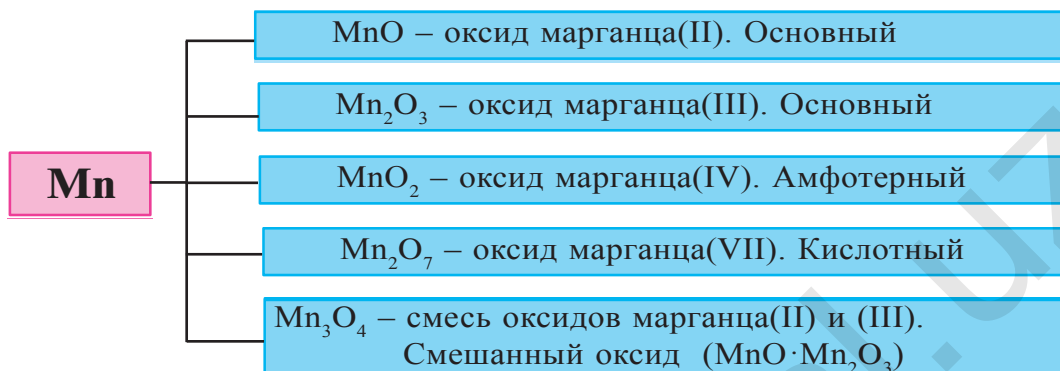 Mn
MnO – оксид марганца(II). Основный
Mn₂O₃ – оксид марганца(III). Основный
MnO₂ – оксид марганца(IV). Амфотерный
Mn₂O₇ – оксид марганца(VII). Кислотный
Mn₃O₄ – смесь оксидов марганца(II) и (III).
Смешанный оксид (MnO·Mn₂O₃)